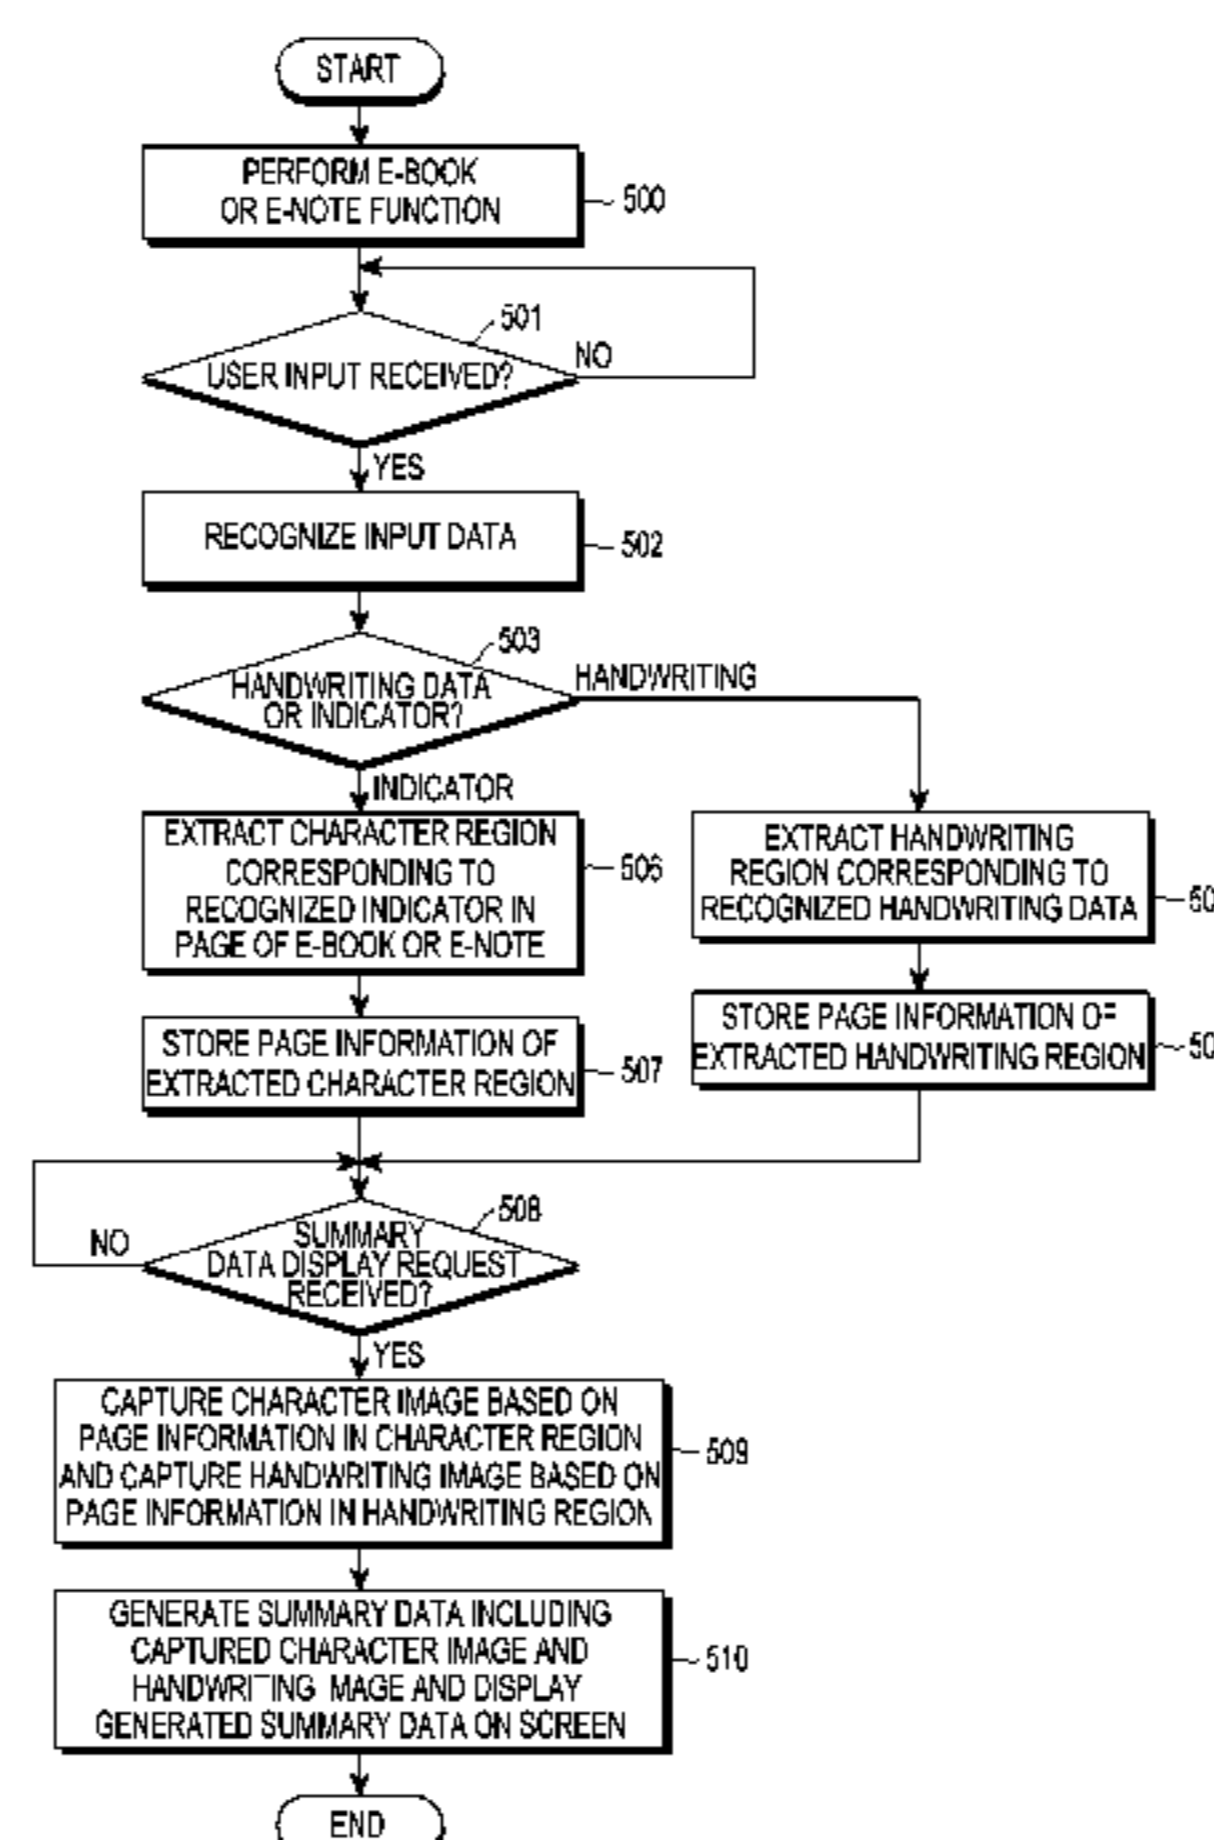 START
PERFORM E-BOOK
OR E-NOTE FUNCTION
500
501
USER INPUT RECEIVED?
NO
YES
RECOGNIZE INPUT DATA
502
503
HANDWRITING DATA
OR INDICATOR?
HANDWRITING
INDICATOR
EXTRACT CHARACTER REGION
CORRESPONDING TO
RECOGNIZED INDICATOR IN
PAGE OF E-BOOK OR E-NOTE
506
EXTRACT HANDWRITING
REGION CORRESPONDING TO
RECOGNIZED HANDWRITING DATA
STORE PAGE INFORMATION OF
EXTRACTED CHARACTER REGION
507
STORE PAGE INFORMATION OF
EXTRACTED HANDWRITING REGION
508
SUMMARY
DATA DISPLAY REQUEST
RECEIVED?
NO
YES
CAPTURE CHARACTER IMAGE BASED ON
PAGE INFORMATION IN CHARACTER REGION
AND CAPTURE HANDWRITING IMAGE BASED ON
PAGE INFORMATION IN HANDWRITING REGION
509
GENERATE SUMMARY DATA INCLUDING
CAPTURED CHARACTER IMAGE AND
HANDWRITING IMAGE AND DISPLAY
GENERATED SUMMARY DATA ON SCREEN
510
END